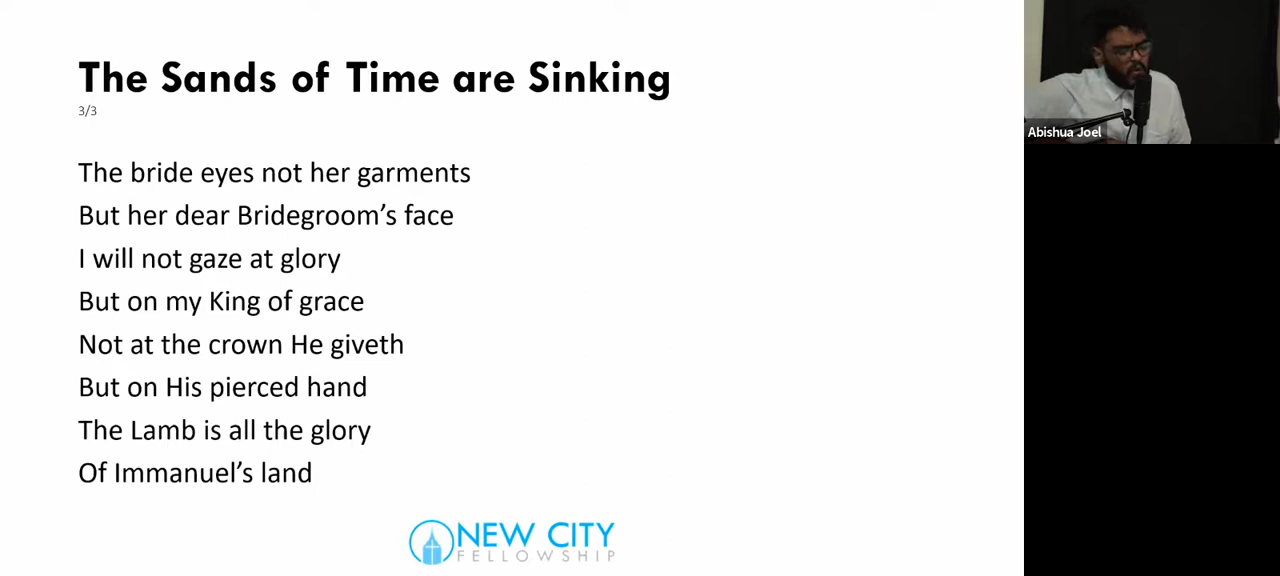 The Sands of Time are Sinking
3/3
The bride eyes not her garments
But her dear Bridegroom’s face
I will not gaze at glory
But on my King of grace
Not at the crown He giveth
But on His pierced hand
The Lamb is all the glory
Of Immanuel’s land
NEW CITY
FELLOWSHIP
Abishua Joel